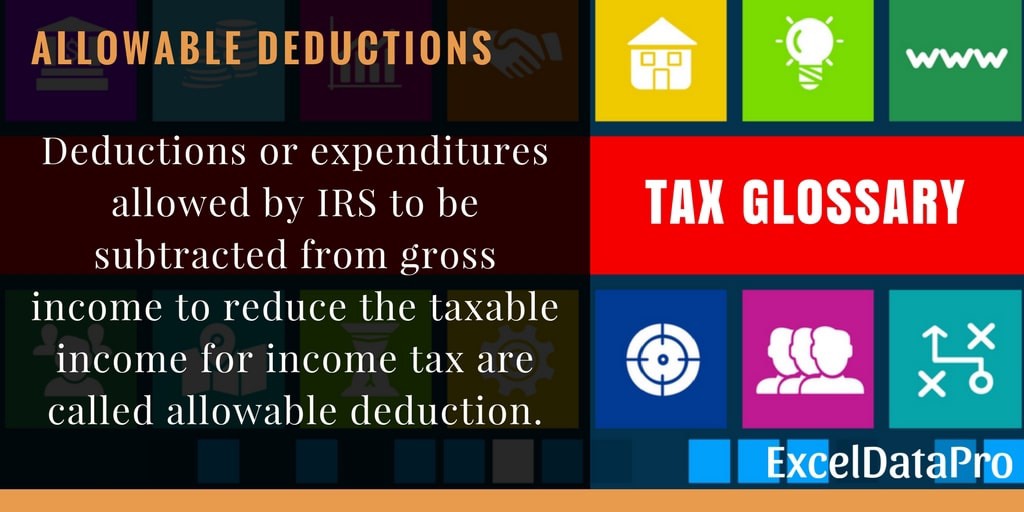 ALLOWABLE DEDUCTIONS
Deductions or expenditures
allowed by IRS to be
subtracted from gross
income to reduce the taxable
income for income tax are
called allowable deduction.
www
TAX GLOSSARY
ExcelDataPro